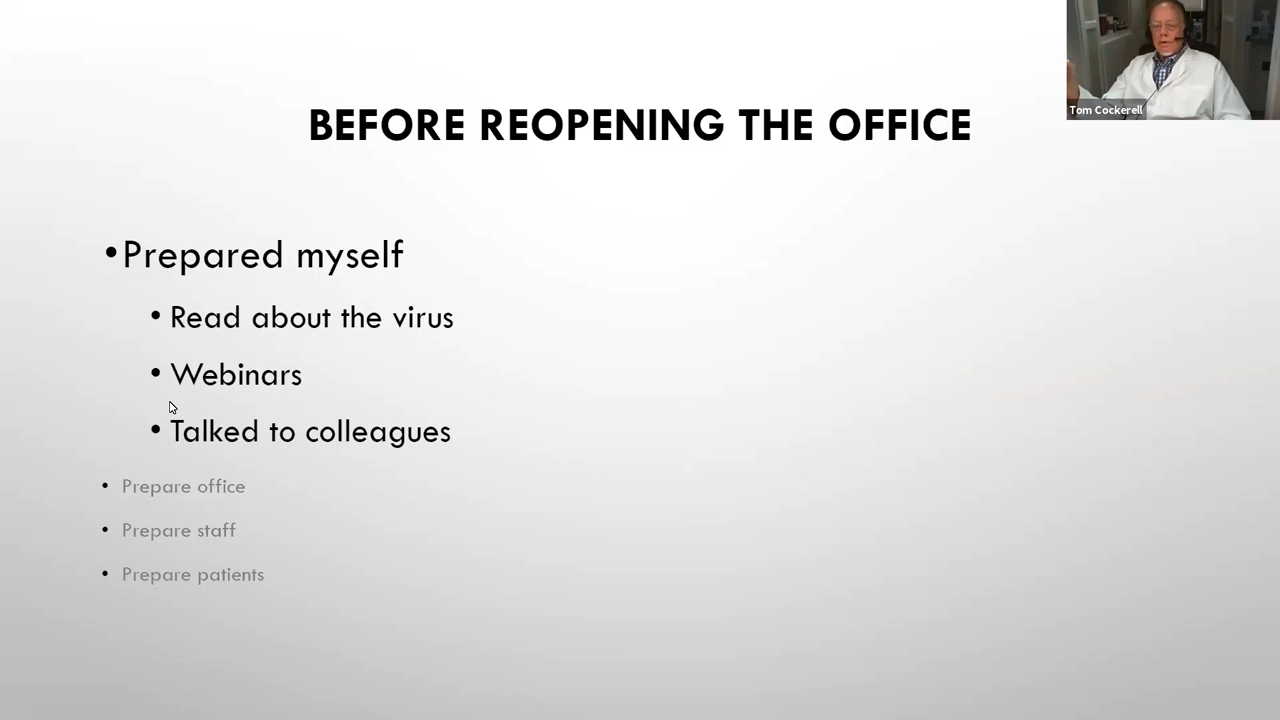 BEFORE REOPENING THE OFFICE
Tom Cockerell
•Prepared myself
• Read about the virus
• Webinars
• Talked to colleagues
• Prepare office
• Prepare staff
• Prepare patients